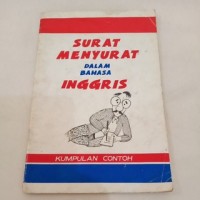 SURAT
MENYURAT
DALAM
BAHASA
INGGRIS
KUMPULAN CONTOH